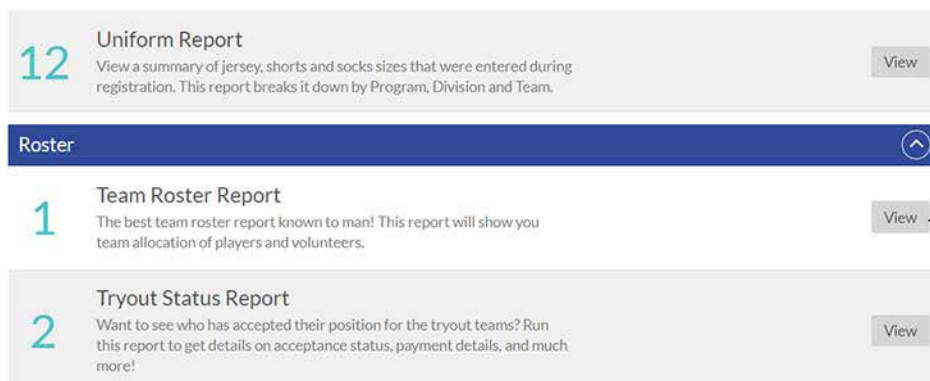 12
Uniform Report
View a summary of jersey, shorts and socks sizes that were entered during
registration. This report breaks it down by Program, Division and Team.
View
Roster
1
Team Roster Report
The best team roster report known to man! This report will show you
team allocation of players and volunteers.
View
2
Tryout Status Report
Want to see who has accepted their position for the tryout teams? Run
this report to get details on acceptance status, payment details, and much
more!
View